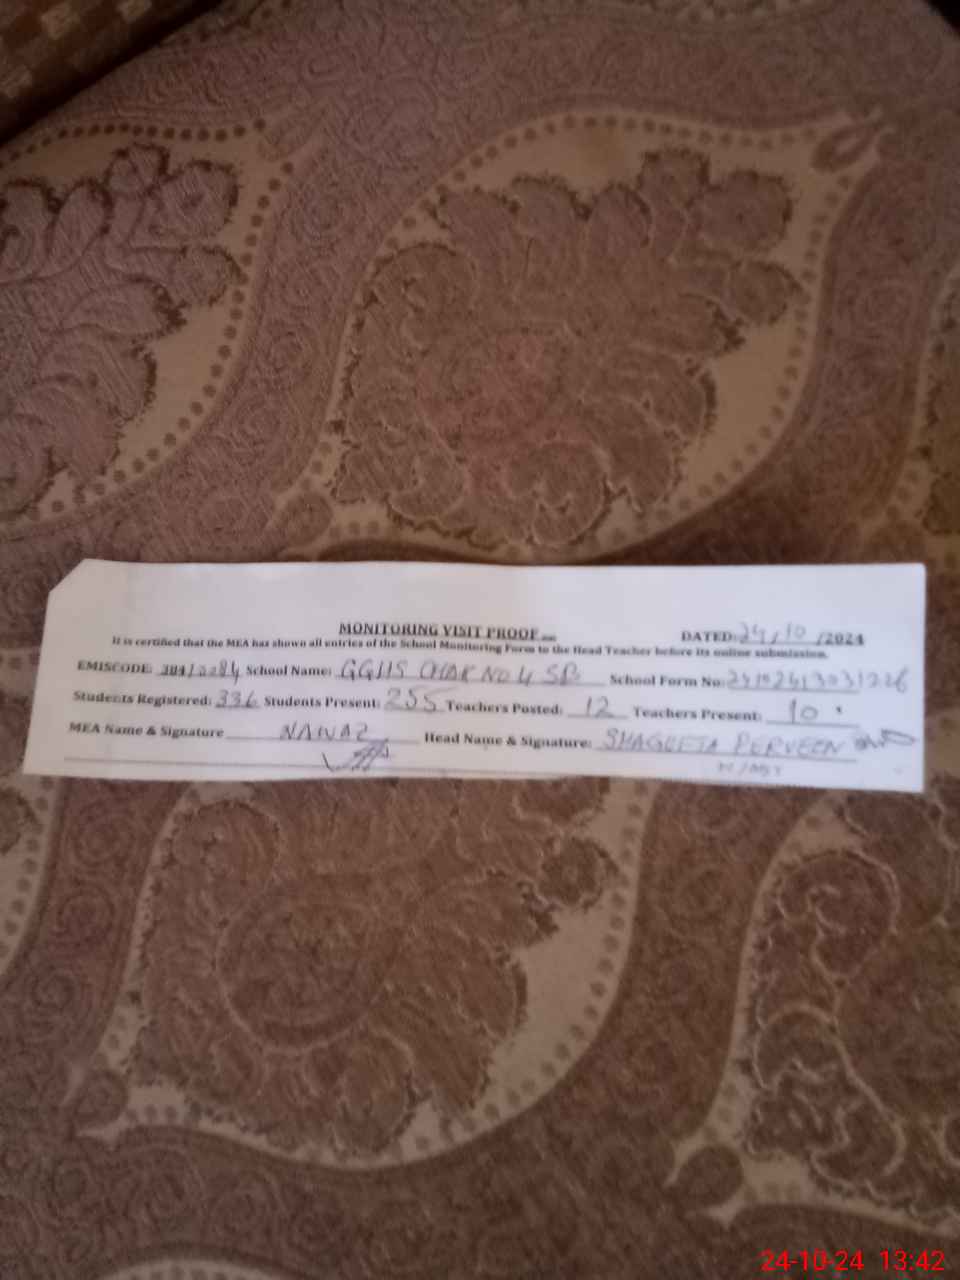 MONITORING VISIT PROOF DATED: 24/10/2024
It is certified that the MEA has shown all entries of the School Monitoring Form to the Head Teacher before its online submission.
EMISCODE: School Name: GGHS CHAK NO 4 SB School Form No:
Students Registered: 336 Students Present: 255 Teachers Posted: 12 Teachers Present: 10
MEA Name & Signature NAWAZ Head Name & Signature: SHAGUFTA PERVEEN
24-10-24 13:42